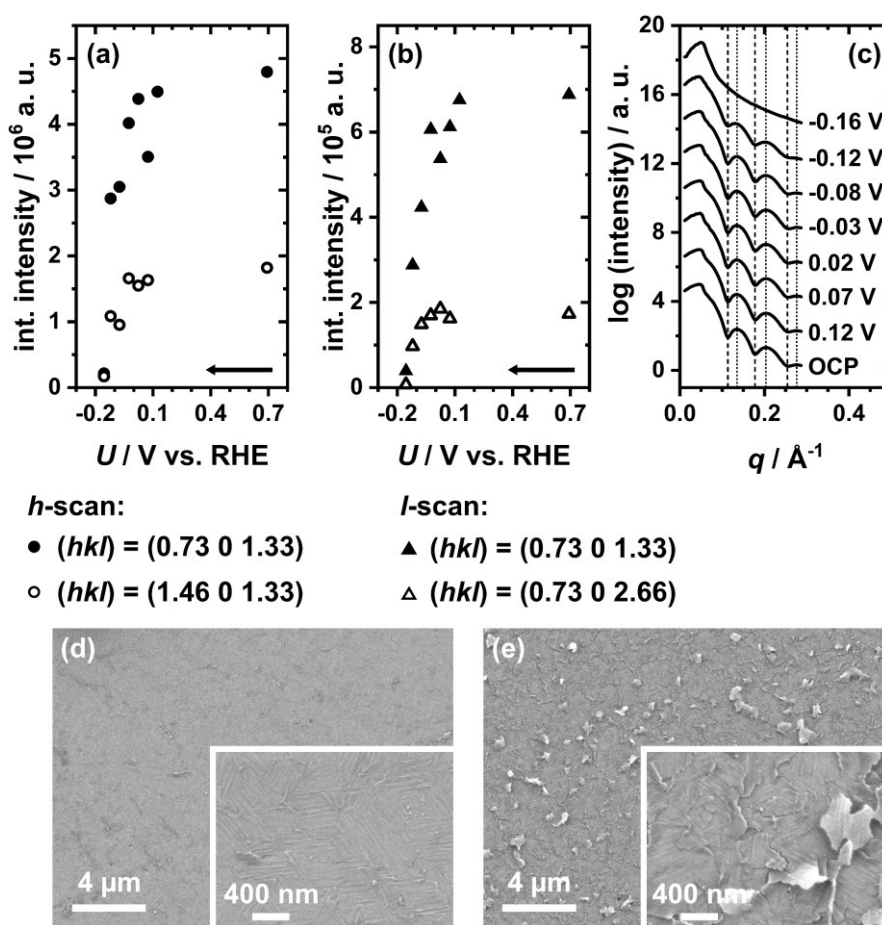 (a)
int. intensity / 10⁶ a. u.
5
4
3
2
1
0
-0.2 0.1 0.4 0.7
U / V vs. RHE
(b)
int. intensity / 10⁵ a. u.
8
6
4
2
0
-0.2 0.1 0.4 0.7
U / V vs. RHE
(c)
log (intensity) / a. u.
20
16
12
8
4
0
-0.16 V
-0.12 V
-0.08 V
-0.03 V
0.02 V
0.07 V
0.12 V
OCP
0.0 0.2 0.4
q / Å⁻¹
h-scan:
● (hkl) = (0.73 0 1.33)
○ (hkl) = (1.46 0 1.33)
l-scan:
▲ (hkl) = (0.73 0 1.33)
△ (hkl) = (0.73 0 2.66)
(d)
4 µm
400 nm
(e)
4 µm
400 nm